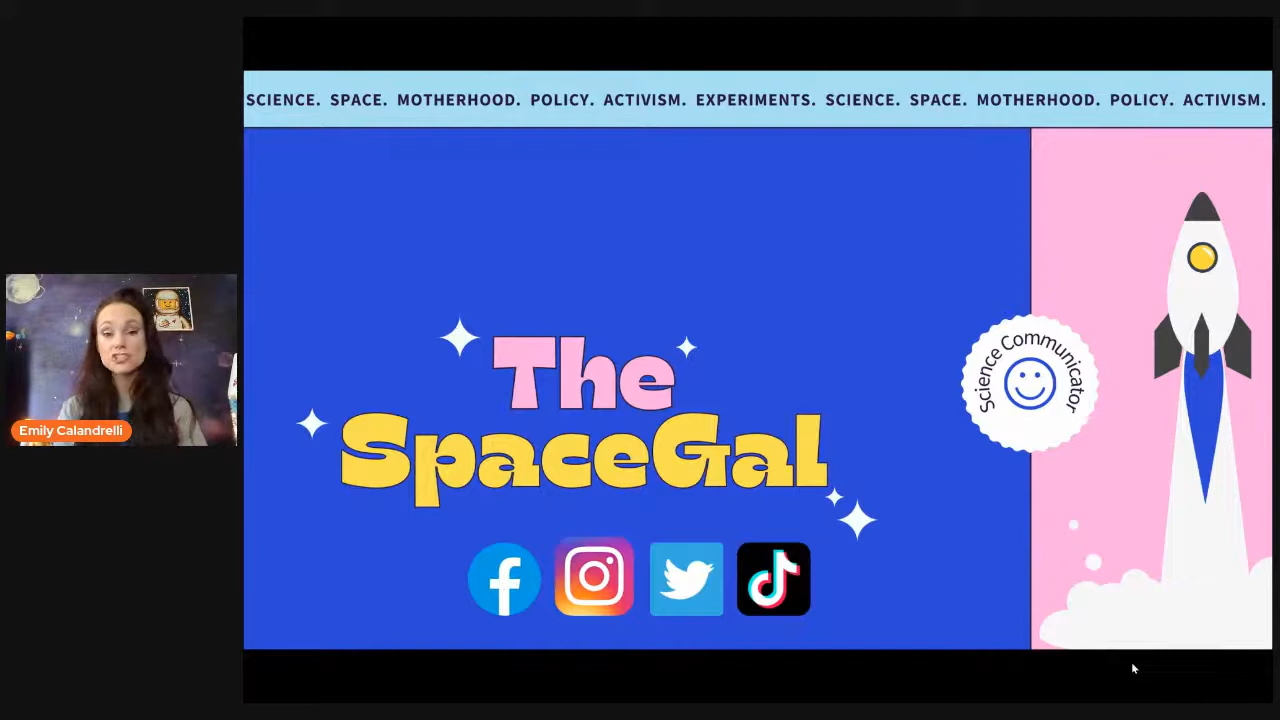 SCIENCE. SPACE. MOTHERHOOD. POLICY. ACTIVISM. EXPERIMENTS. SCIENCE. SPACE. MOTHERHOOD. POLICY. ACTIVISM.
The
SpaceGal
Science Communicator
Emily Calandrelli